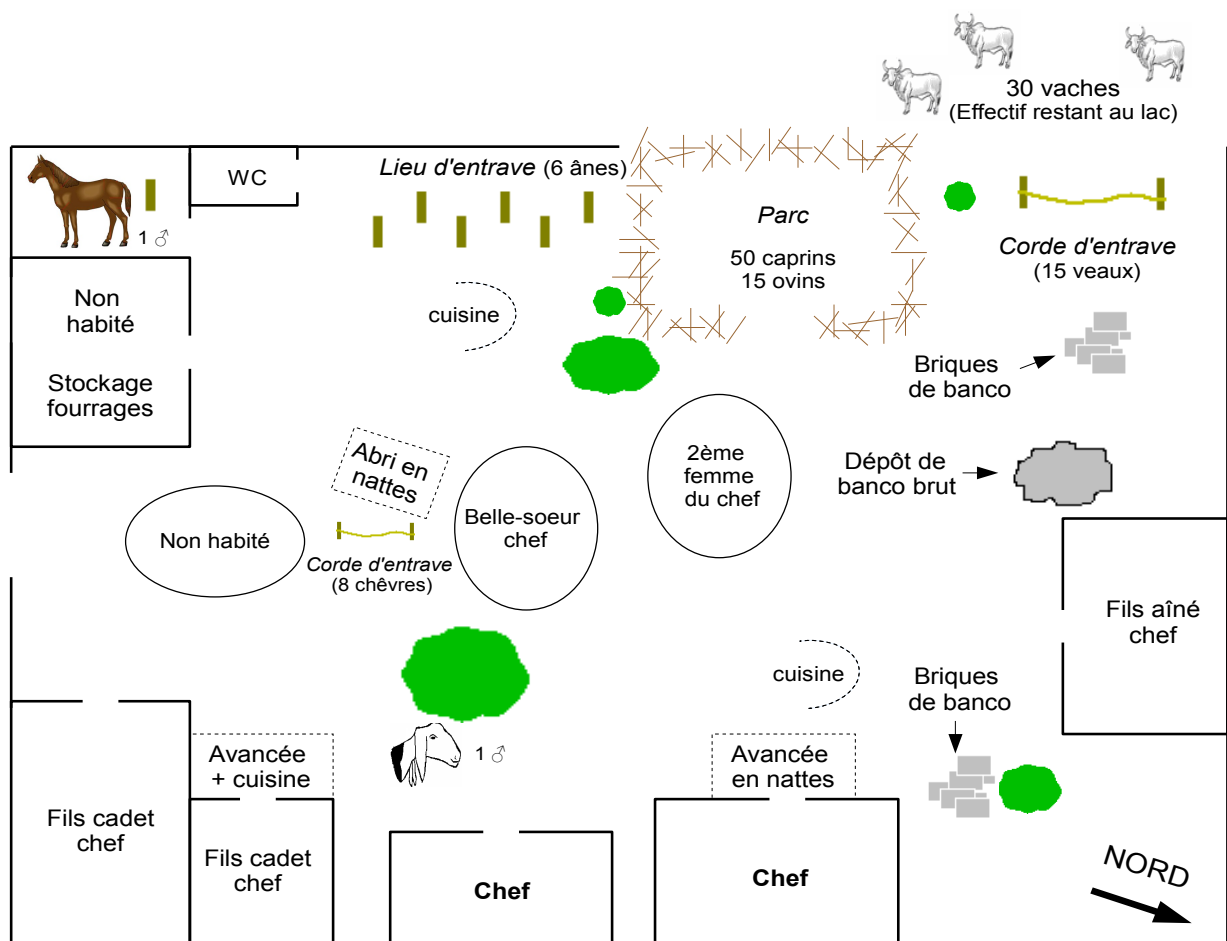 30 vaches
(Effectif restant au lac)
WC
Lieu d'entrave (6 ânes)
1 ♂
Parc
50 caprins
15 ovins
Corde d'entrave
(15 veaux)
Non
habité
cuisine
Stockage
fourrages
Briques
de banco
Abri en
nattes
2ème
femme
du chef
Dépôt de
banco brut
Non habité
Belle-soeur
chef
Corde d'entrave
(8 chêvres)
Fils aîné
chef
cuisine
Briques
de banco
Avancée
+ cuisine
1 ♂
Avancée
en nattes
Fils cadet
chef
Fils cadet
chef
Chef
Chef
NORD